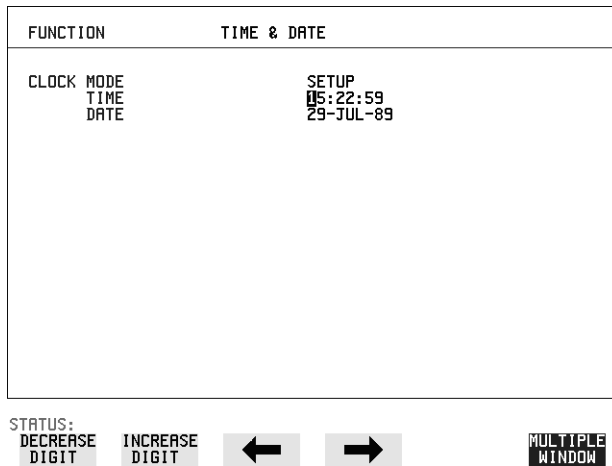 FUNCTION TIME & DATE
CLOCK MODE SETUP
TIME 15:22:59
DATE 29-JUL-89
STATUS:
DECREASE DIGIT
INCREASE DIGIT
MULTIPLE WINDOW